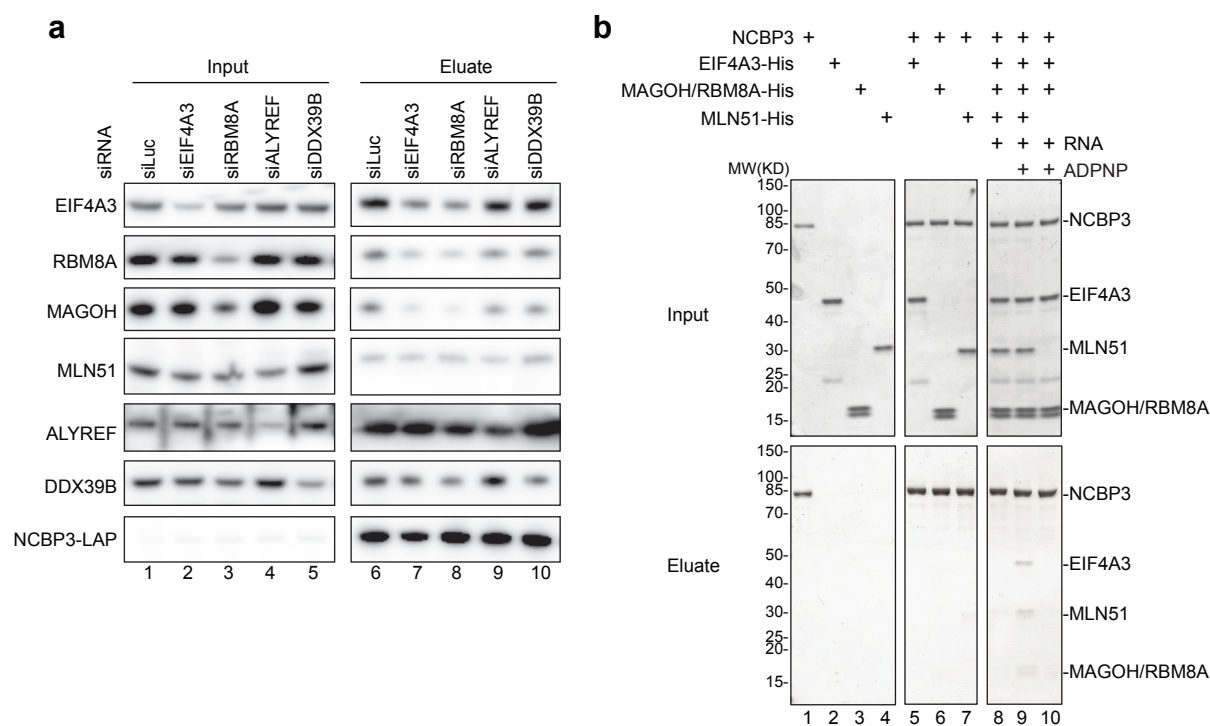 a
Input
Eluate
siRNA
siLuc
siEIF4A3
siRBM8A
siALYREF
siDDX39B
siLuc
siEIF4A3
siRBM8A
siALYREF
siDDX39B
EIF4A3
RBM8A
MAGOH
MLN51
ALYREF
DDX39B
NCBP3-LAP
1 2 3 4 5 6 7 8 9 10
b
NCBP3 + + + + + + +
EIF4A3-His + + + + +
MAGOH/RBM8A-His + + + + +
MLN51-His + + + +
+ + + RNA
+ + ADPNP
MW(KD)
150-
100-
85-
70-
50-
40-
30-
25-
20-
15-
Input
-NCBP3
-EIF4A3
-MLN51
-MAGOH/RBM8A
150-
100-
85-
70-
50-
40-
30-
25-
20-
15-
Eluate
-NCBP3
-EIF4A3
-MLN51
-MAGOH/RBM8A
1 2 3 4 5 6 7 8 9 10